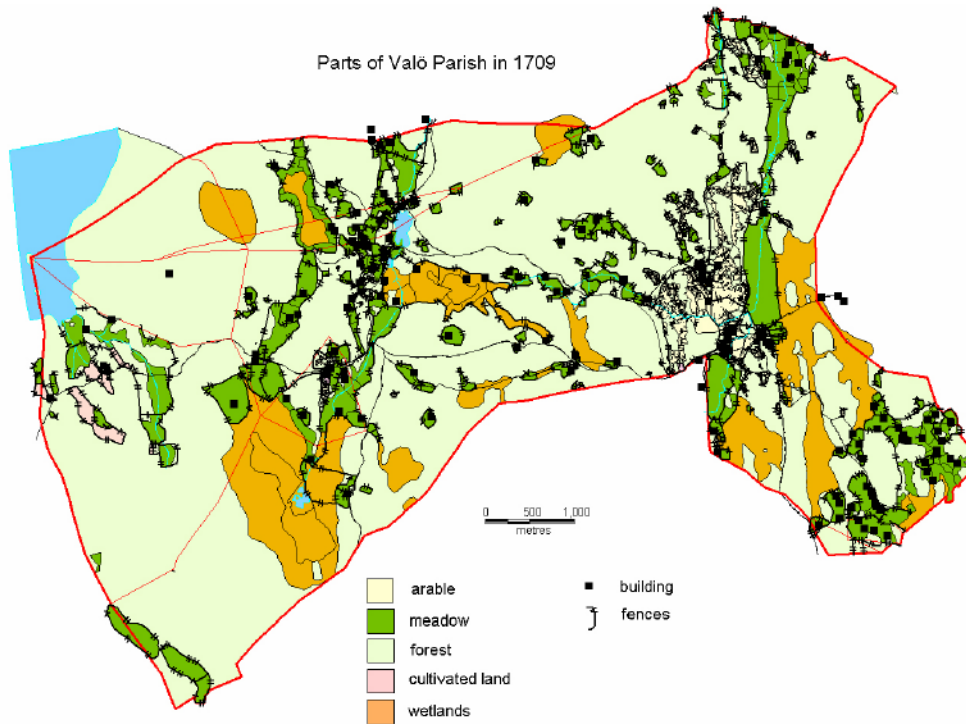 Parts of Valö Parish in 1709
0 500 1,000
metres
arable
meadow
forest
cultivated land
wetlands
building
fences